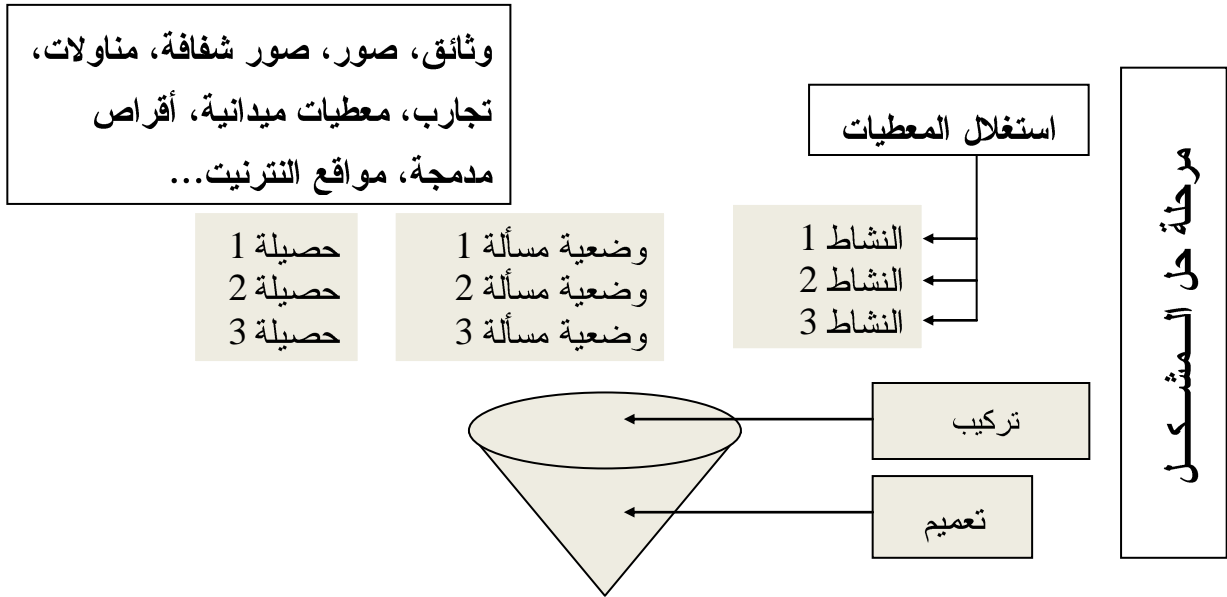 وثائق، صور، صور شفافة، مناولات،
تجارب، معطيات ميدانية، أقراص
مدمجة، مواقع النترنيت...
مرحلة حل المشكل
استغلال المعطيات
النشاط 1
النشاط 2
النشاط 3
وضعية مسألة 1
وضعية مسألة 2
وضعية مسألة 3
حصيلة 1
حصيلة 2
حصيلة 3
تركيب
تعميم